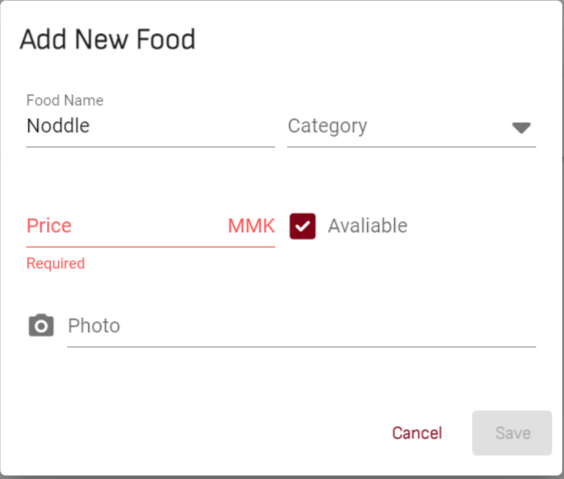 Add New Food
Food Name
Noddle
Category
Price MMK
Avaliable
Required
Photo
Cancel Save